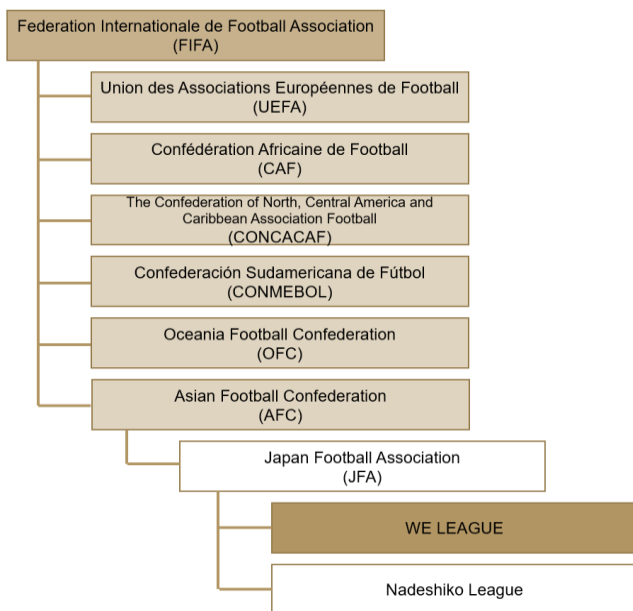 Federation Internationale de Football Association
(FIFA)
Union des Associations Européennes de Football
(UEFA)
Confédération Africaine de Football
(CAF)
The Confederation of North, Central America and
Caribbean Association Football
(CONCACAF)
Confederación Sudamericana de Fútbol
(CONMEBOL)
Oceania Football Confederation
(OFC)
Asian Football Confederation
(AFC)
Japan Football Association
(JFA)
WE LEAGUE
Nadeshiko League